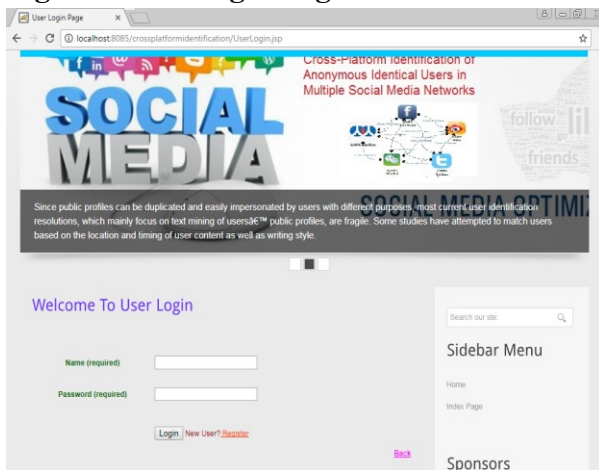 User Login Page
localhost:8085/crossplatformidentification/UserLogin.jsp
Cross-Platform Identification of
Anonymous Identical Users in
Multiple Social Media Networks
SOCIAL
MEDIA
follow
friends
SOCIAL MEDIA OPTIMI
Since public profiles can be duplicated and easily impersonated by users with different purposes, most current user identification
resolutions, which mainly focus on text mining of usersâ€™ public profiles, are fragile. Some studies have attempted to match users
based on the location and timing of user content as well as writing style.
Welcome To User Login
Name (required)
Password (required)
Login New User? Register
Back
Search our site:
Sidebar Menu
Home
Index Page
Sponsors